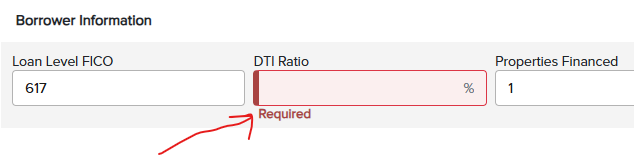 Borrower Information
Loan Level FICO DTI Ratio Properties Financed
617 % 1
Required